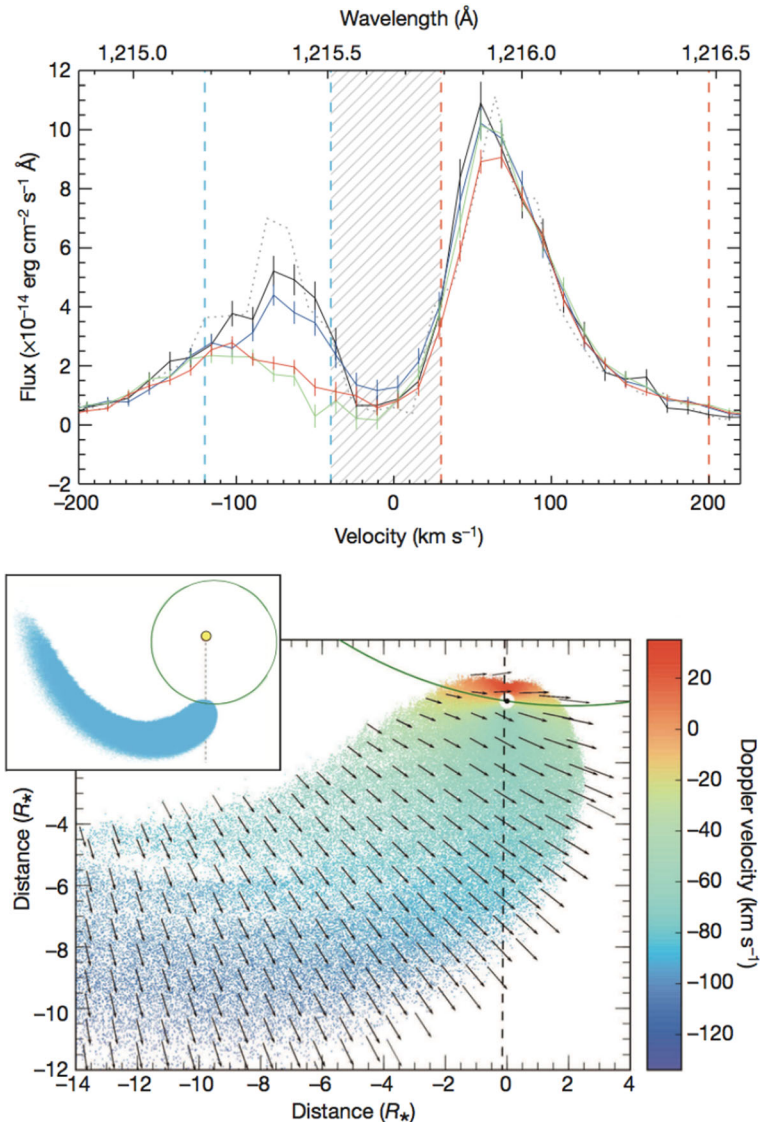 Wavelength (Å)
1,215.0 1,215.5 1,216.0 1,216.5
12
10
8
6
4
2
0
−2
Flux (×10−14 erg cm−2 s−1 Å)
−200 −100 0 100 200
Velocity (km s−1)
−4
−6
−8
−10
−12
Distance (R★)
−14 −12 −10 −8 −6 −4 −2 0 2 4
Distance (R★)
20
0
−20
−40
−60
−80
−100
−120
Doppler velocity (km s−1)